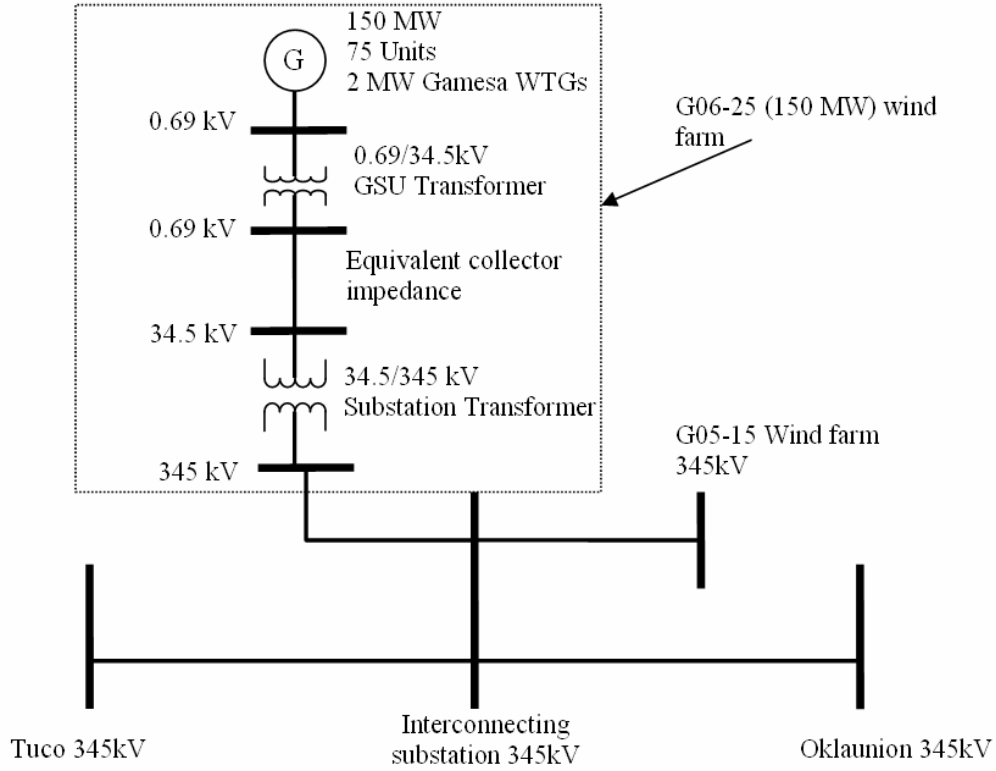 150 MW
75 Units
2 MW Gamesa WTGs
G
0.69 kV
0.69/34.5kV
GSU Transformer
0.69 kV
Equivalent collector
impedance
34.5 kV
34.5/345 kV
Substation Transformer
345 kV
G06-25 (150 MW) wind
farm
G05-15 Wind farm
345kV
Tuco 345kV
Interconnecting
substation 345kV
Oklaunion 345kV